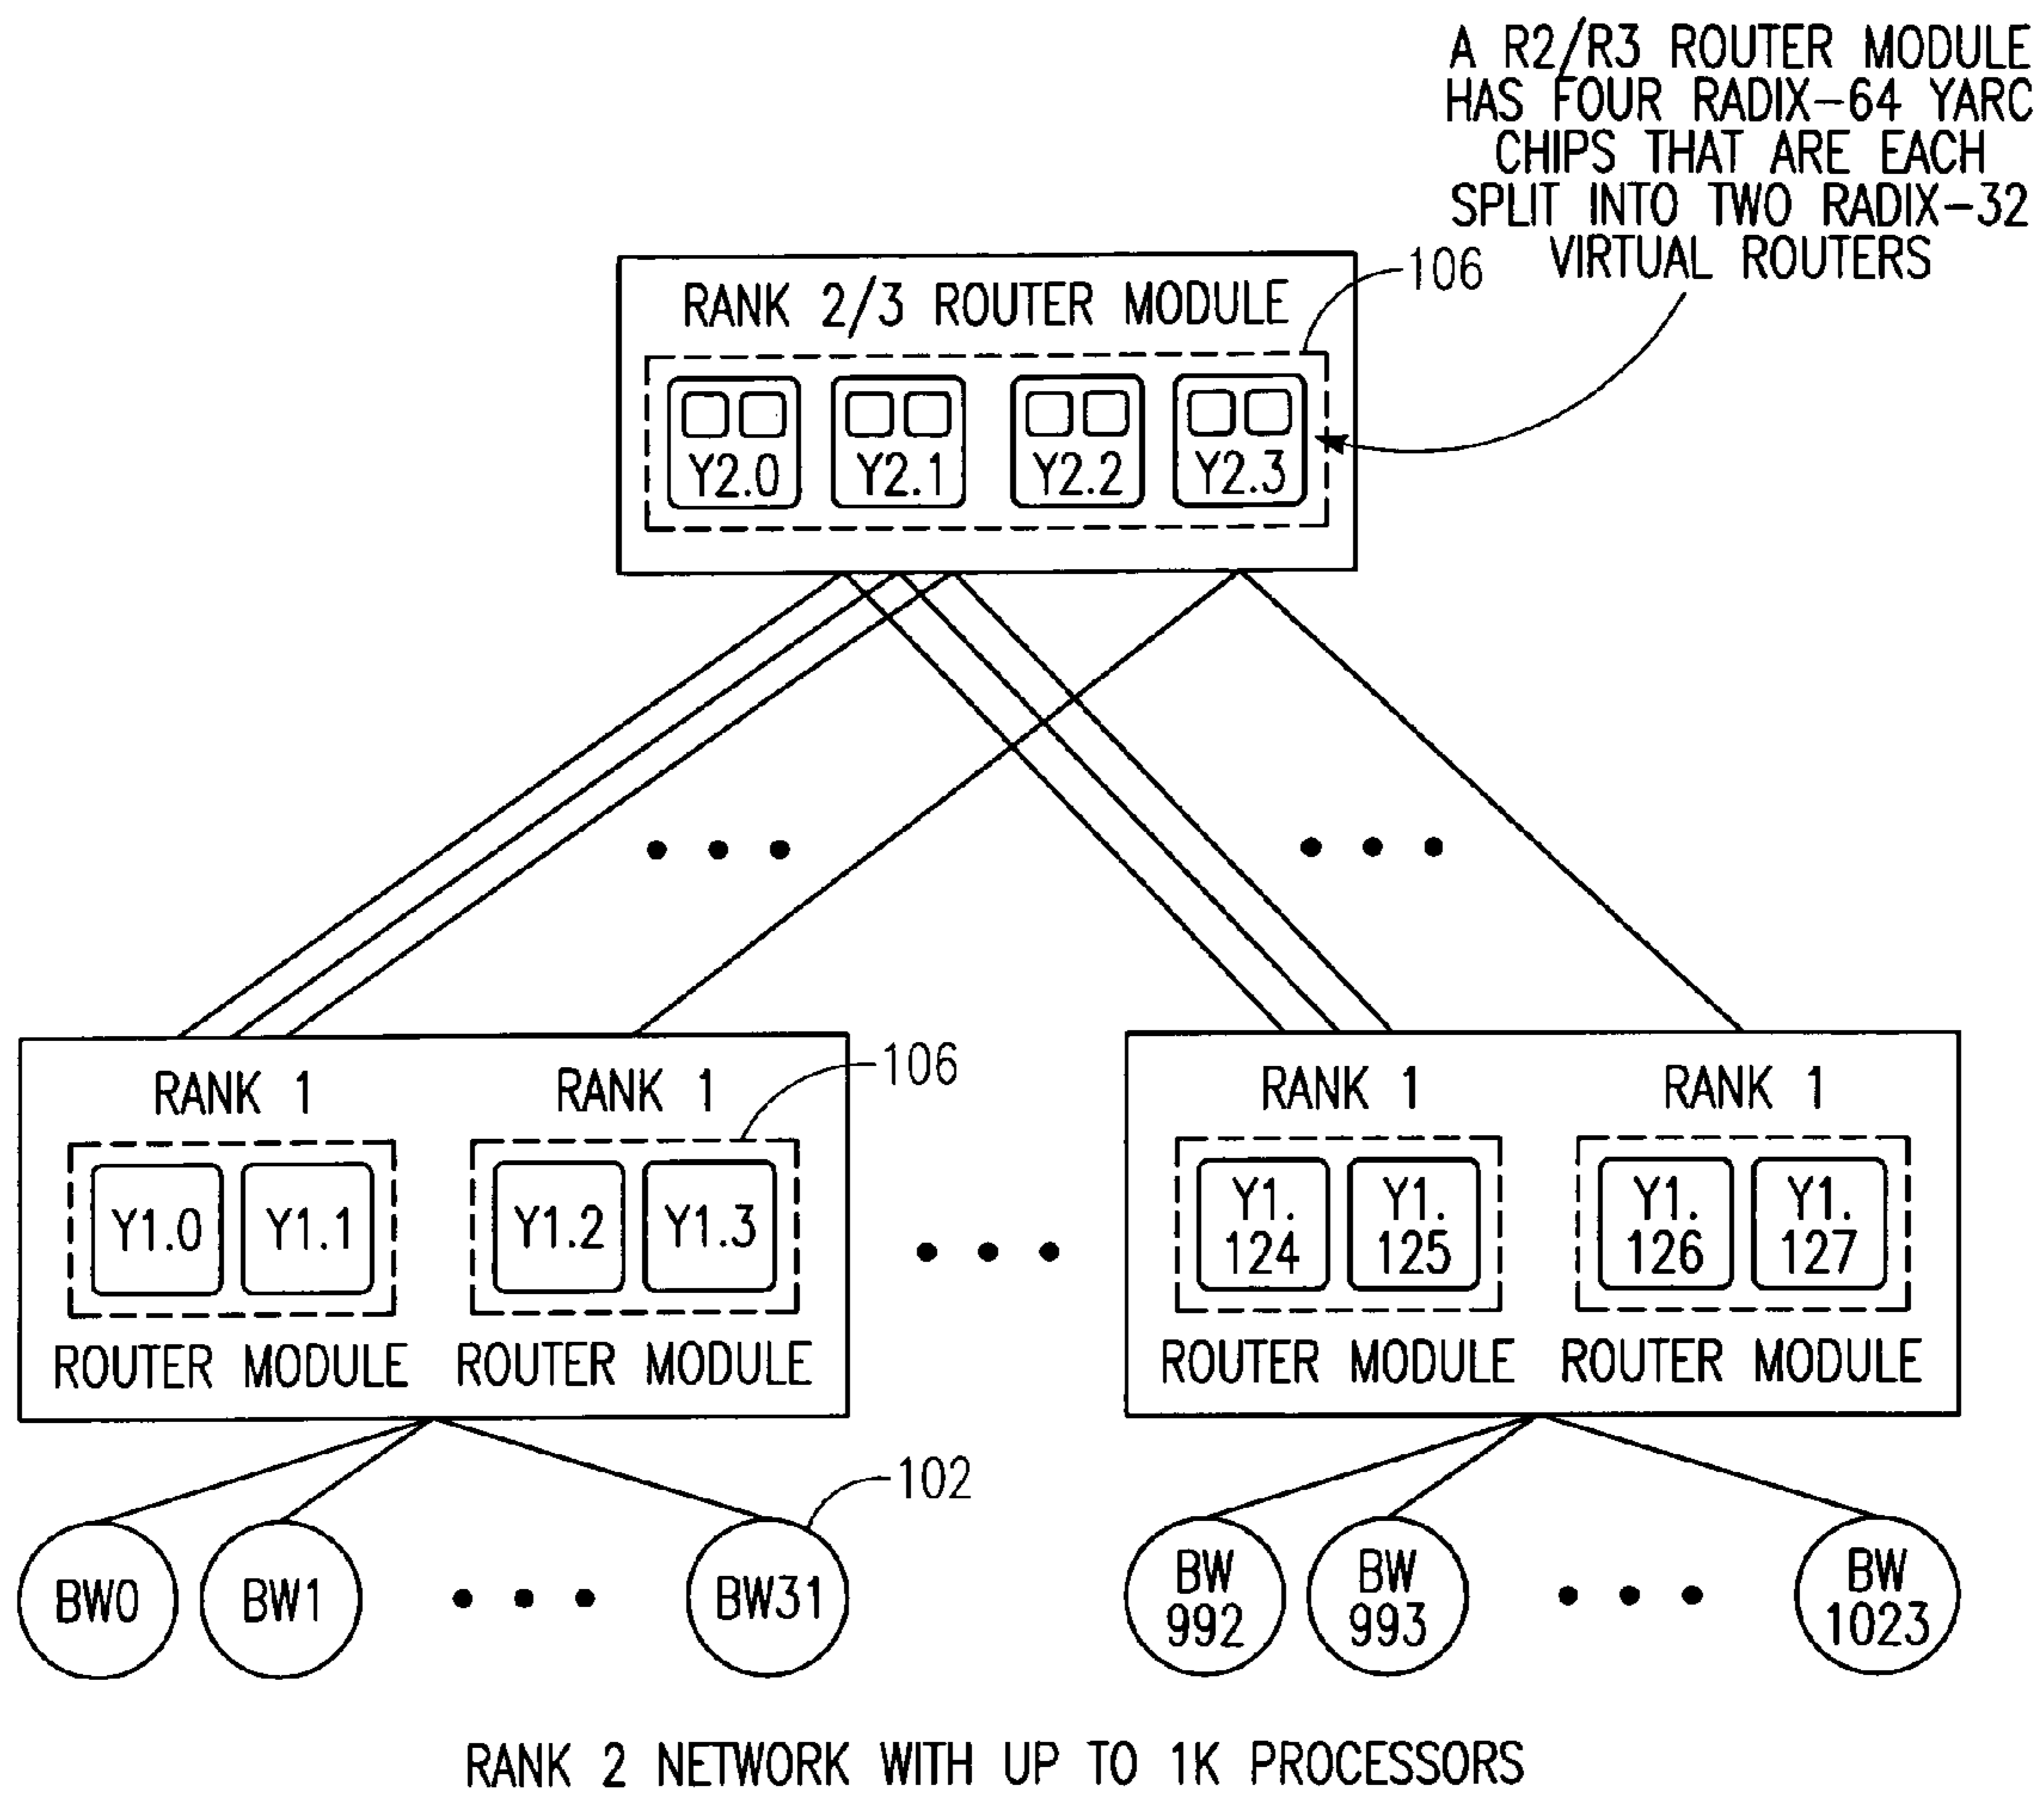 A R2/R3 ROUTER MODULE
HAS FOUR RADIX-64 YARC
CHIPS THAT ARE EACH
SPLIT INTO TWO RADIX-32
VIRTUAL ROUTERS
106
RANK 2/3 ROUTER MODULE
Y2.0 Y2.1 Y2.2 Y2.3
RANK 1 RANK 1 106 RANK 1 RANK 1
Y1.0 Y1.1 Y1.2 Y1.3
Y1. Y1. Y1. Y1.
124 125 126 127
ROUTER MODULE ROUTER MODULE ROUTER MODULE ROUTER MODULE
102
BW0 BW1 BW31
BW BW BW
992 993 1023
RANK 2 NETWORK WITH UP TO 1K PROCESSORS